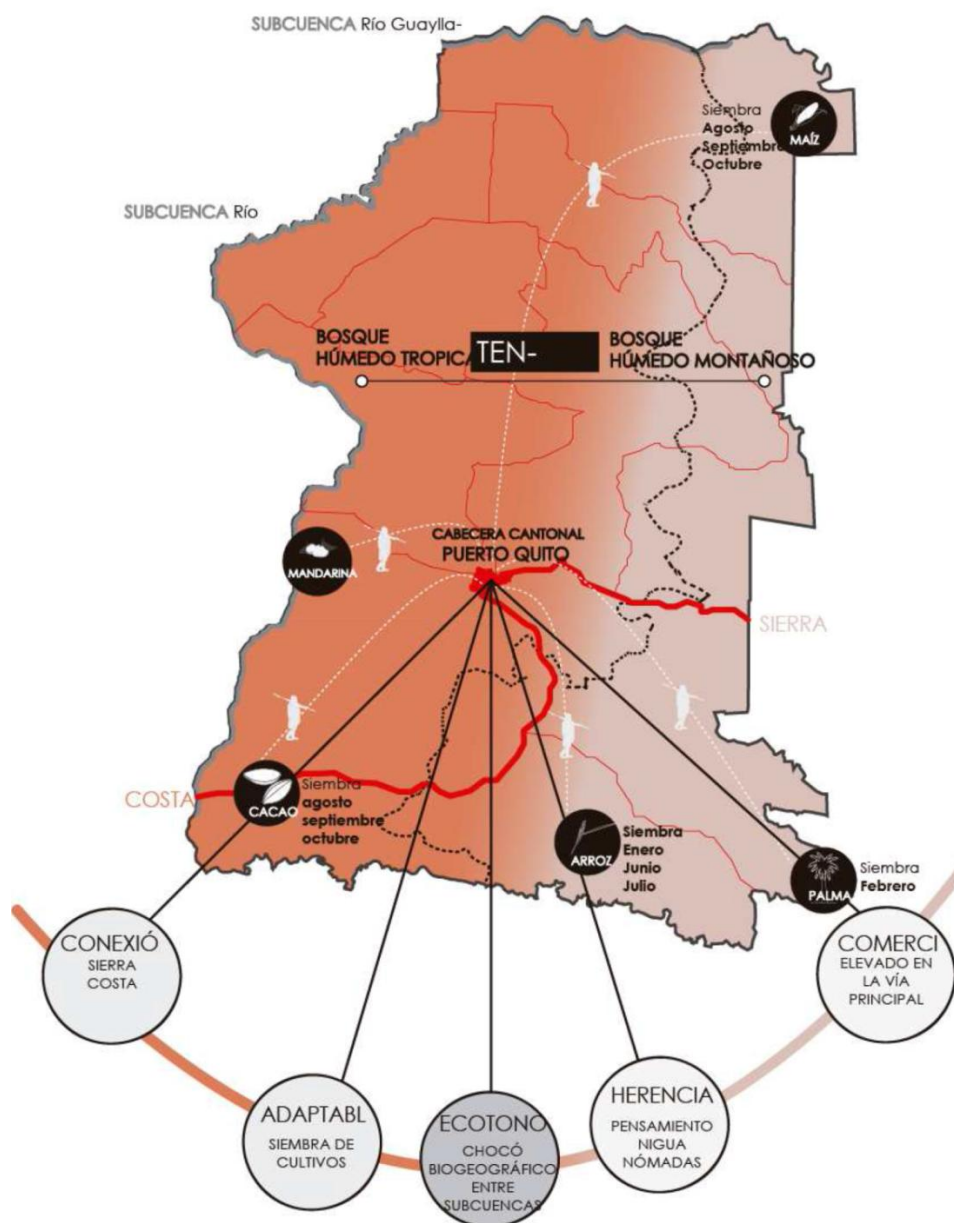 SUBCUENCA Río Guaylla-
Siembra
Agosto
Septiembre
Octubre
MAÍZ
SUBCUENCA Río
BOSQUE
HÚMEDO TROPICA
TEN-
BOSQUE
HÚMEDO MONTAÑOSO
MANDARINA
CABECERA CANTONAL
PUERTO QUITO
SIERRA
COSTA
CACAO
Siembra
agosto
septiembre
octubre
ARROZ
Siembra
Enero
Junio
Julio
PALMA
Siembra
Febrero
CONEXIÓ
SIERRA
COSTA
ADAPTABL
SIEMBRA DE
CULTIVOS
ECOTONO
CHOCÓ
BIOGEOGRÁFICO
ENTRE
SUBCUENCAS
HERENCIA
PENSAMIENTO
NIGUA
NÓMADAS
COMERCI
ELEVADO EN
LA VÍA
PRINCIPAL